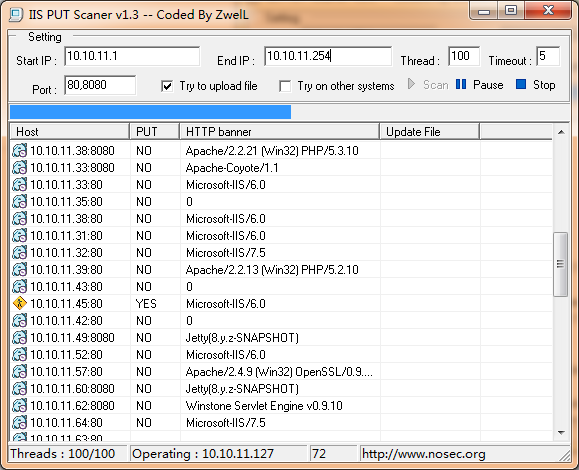 IIS PUT Scaner v1.3 -- Coded By ZwelL
Setting
Start IP : 10.10.11.1 End IP : 10.10.11.254 Thread : 100 Timeout : 5
Port : 80,8080 Try to upload file Try on other systems Scan Pause Stop
Host PUT HTTP banner Update File
10.10.11.38:8080 NO Apache/2.2.21 (Win32) PHP/5.3.10
10.10.11.33:8080 NO Apache-Coyote/1.1
10.10.11.33:80 NO Microsoft-IIS/6.0
10.10.11.35:80 NO 0
10.10.11.38:80 NO Microsoft-IIS/6.0
10.10.11.31:80 NO Microsoft-IIS/6.0
10.10.11.32:80 NO Microsoft-IIS/7.5
10.10.11.39:80 NO Apache/2.2.13 (Win32) PHP/5.2.10
10.10.11.43:80 NO 0
10.10.11.45:80 YES Microsoft-IIS/6.0
10.10.11.42:80 NO 0
10.10.11.49:8080 NO Jetty(8.y.z-SNAPSHOT)
10.10.11.52:80 NO Microsoft-IIS/6.0
10.10.11.57:80 NO Apache/2.4.9 (Win32) OpenSSL/0.9....
10.10.11.60:8080 NO Jetty(8.y.z-SNAPSHOT)
10.10.11.62:8080 NO Winstone Servlet Engine v0.9.10
10.10.11.64:80 NO Microsoft-IIS/7.5
10.10.11.63:80
Threads : 100/100 Operating : 10.10.11.127 72 http://www.nosec.org